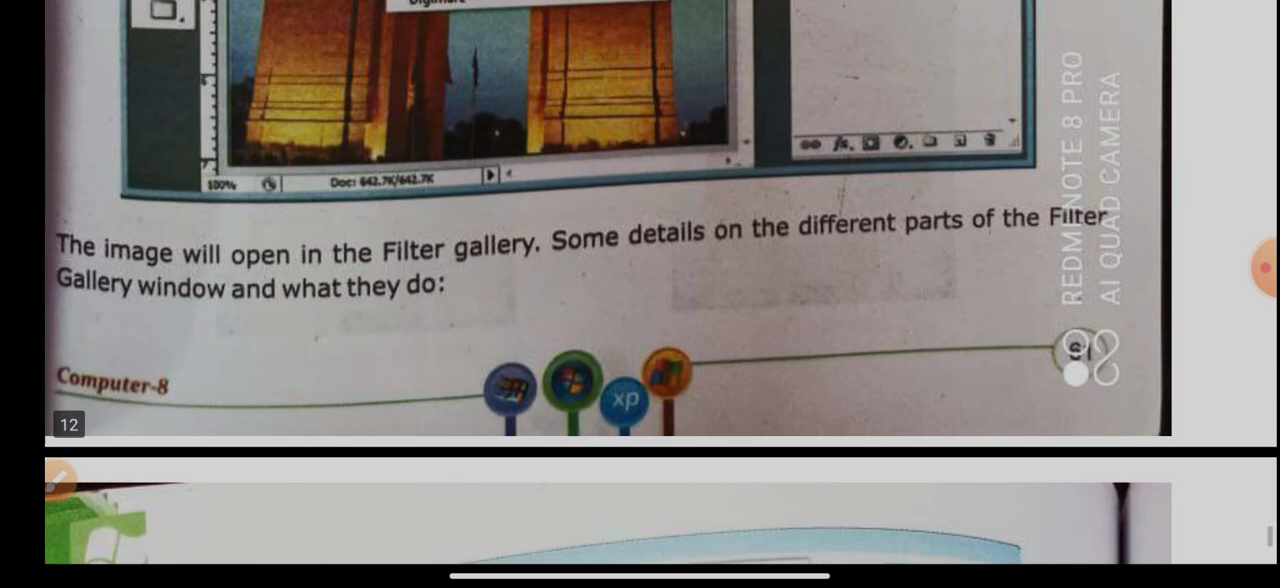 100%
Doc: 642.7K/642.7K
The image will open in the Filter gallery. Some details on the different parts of the Filter
Gallery window and what they do:
Computer-8
xp
12
REDMI NOTE 8 PRO
AI QUAD CAMERA